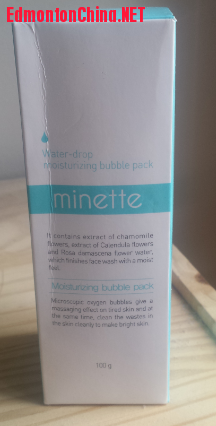 EdmontonChina.NET
Water-drop
moisturizing bubble pack
minette
It contains extract of chamomile
flowers, extract of Calendula flowers
and Rosa damascena flower water,
which finishes face wash with a moist
feel.
Moisturizing bubble pack
Microscopic oxygen bubbles give a
massaging effect on tired skin and at
the same time, clean the wastes in
the skin cleanly to make bright skin.
100 g